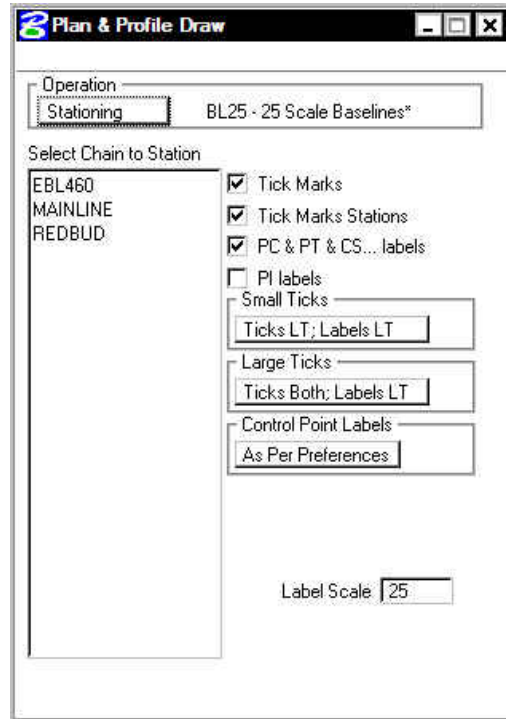 Plan & Profile Draw
Operation
Stationing BL25 - 25 Scale Baselines*
Select Chain to Station
EBL460
MAINLINE
REDBUD
Tick Marks
Tick Marks Stations
PC & PT & CS... labels
PI labels
Small Ticks
Ticks LT; Labels LT
Large Ticks
Ticks Both; Labels LT
Control Point Labels
As Per Preferences
Label Scale 25